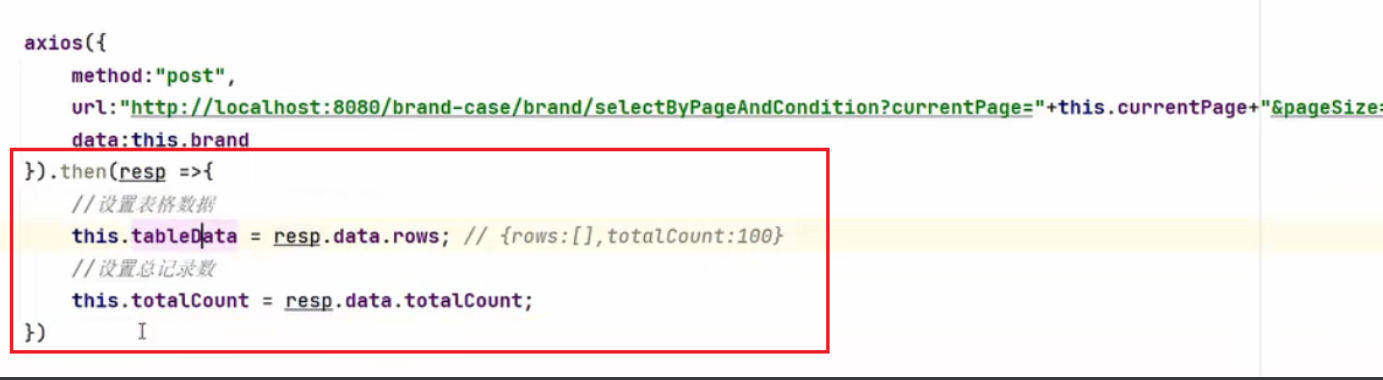 axios({
method:"post",
url:"http://localhost:8080/brand-case/brand/selectByPageAndCondition?currentPage="+this.currentPage+"&pageSize=
data:this.brand
}).then(resp =>{
//设置表格数据
this.tableData = resp.data.rows; // {rows:[],totalCount:100}
//设置总记录数
this.totalCount = resp.data.totalCount;
})